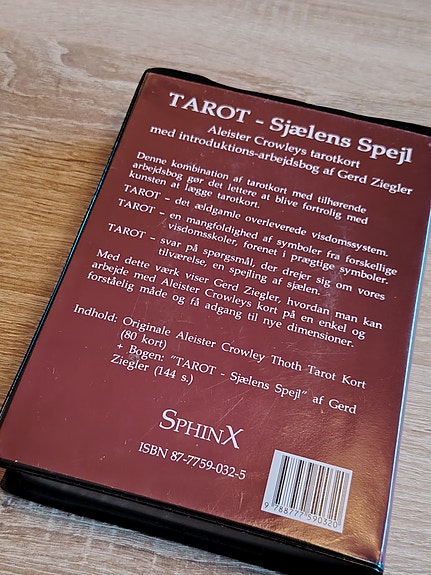 TAROT - Sjælens Spejl
Aleister Crowleys tarotkort
med introduktions-arbejdsbog af Gerd Ziegler
Denne kombination af tarotkort med tilhørende
arbejdsbog gør det lettere at blive fortrolig med
kunsten at lægge tarotkort.
TAROT - det ældgamle overleverede visdomssystem.
TAROT - en mangfoldighed af symboler fra forskellige
visdomsskoler, forenet i prægtige symboler.
TAROT - svar på spørgsmål, der drejer sig om vores
tilværelse, en spejling af sjælen.
Med dette værk viser Gerd Ziegler, hvordan man kan
arbejde med Aleister Crowleys kort på en enkel og
forståelig måde og få adgang til nye dimensioner.
Indhold: Originale Aleister Crowley Thoth Tarot Kort
(80 kort)
+ Bogen: "TAROT - Sjælens Spejl" af Gerd
Ziegler (144 s.)
SPHINX
ISBN 87-7759-032-5
9 788777 590320